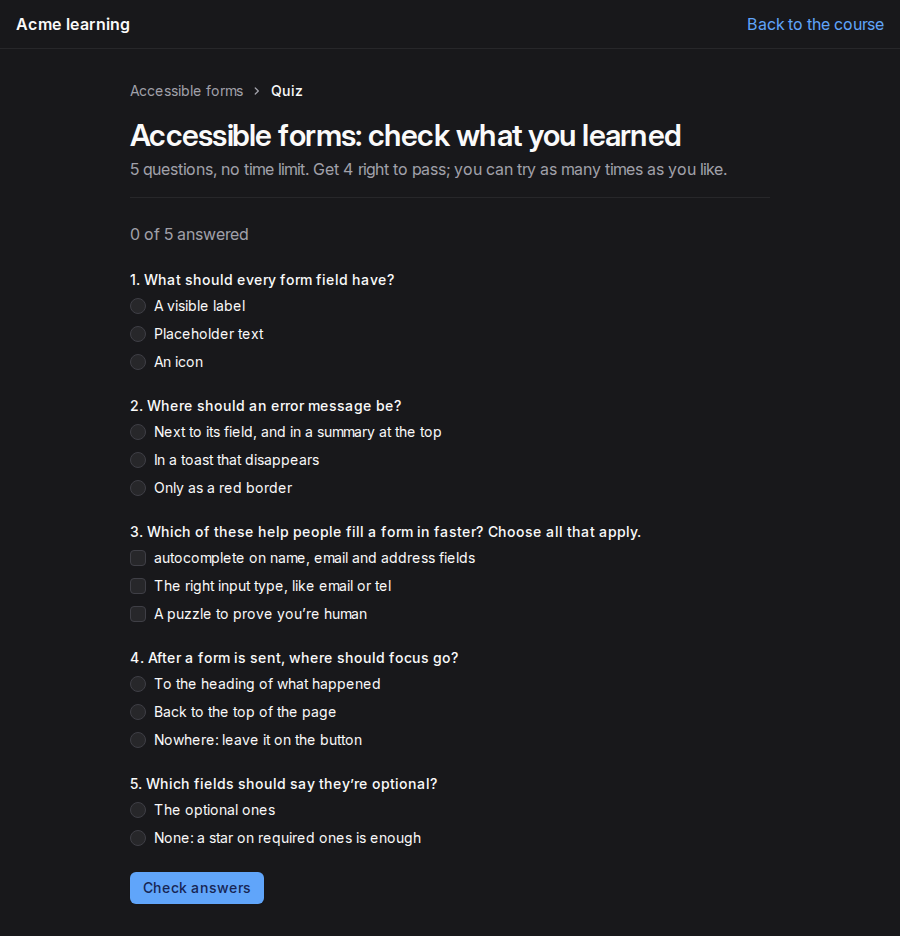 Acme learning
Back to the course
Accessible forms > Quiz
Accessible forms: check what you learned
5 questions, no time limit. Get 4 right to pass; you can try as many times as you like.
0 of 5 answered
1. What should every form field have?
A visible label
Placeholder text
An icon
2. Where should an error message be?
Next to its field, and in a summary at the top
In a toast that disappears
Only as a red border
3. Which of these help people fill a form in faster? Choose all that apply.
autocomplete on name, email and address fields
The right input type, like email or tel
A puzzle to prove you’re human
4. After a form is sent, where should focus go?
To the heading of what happened
Back to the top of the page
Nowhere: leave it on the button
5. Which fields should say they’re optional?
The optional ones
None: a star on required ones is enough
Check answers